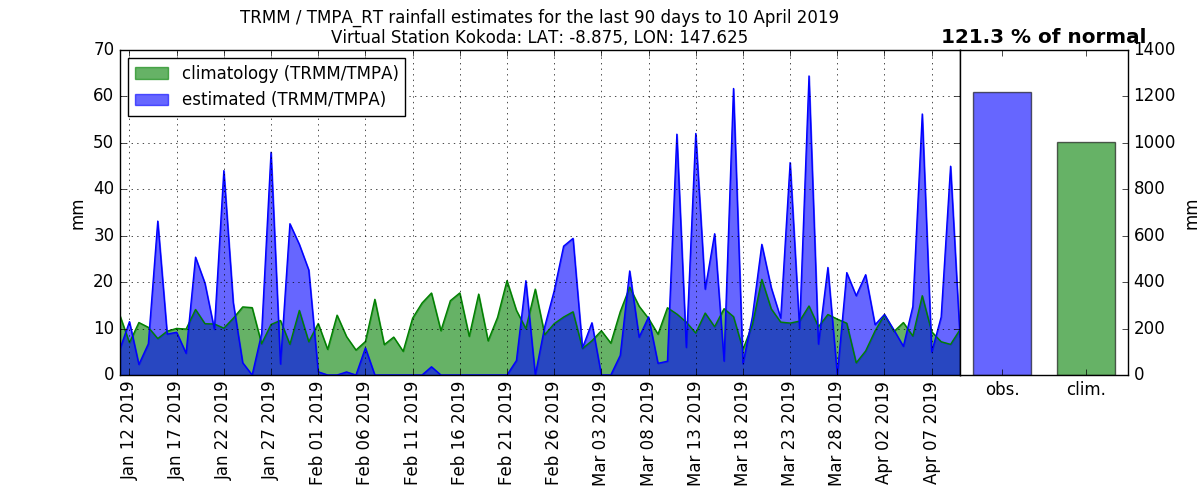 TRMM / TMPA_RT rainfall estimates for the last 90 days to 10 April 2019
Virtual Station Kokoda: LAT: -8.875, LON: 147.625
121.3 % of normal
climatology (TRMM/TMPA)
estimated (TRMM/TMPA)
70
60
50
40
30
20
10
0
mm
1400
1200
1000
800
600
400
200
0
mm
Jan 12 2019
Jan 17 2019
Jan 22 2019
Jan 27 2019
Feb 01 2019
Feb 06 2019
Feb 11 2019
Feb 16 2019
Feb 21 2019
Feb 26 2019
Mar 03 2019
Mar 08 2019
Mar 13 2019
Mar 18 2019
Mar 23 2019
Mar 28 2019
Apr 02 2019
Apr 07 2019
obs.
clim.